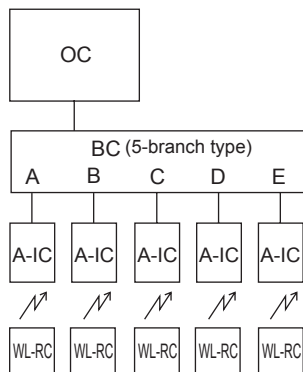 OC
BC (5-branch type)
A B C D E
A-IC A-IC A-IC A-IC A-IC
WL-RC WL-RC WL-RC WL-RC WL-RC